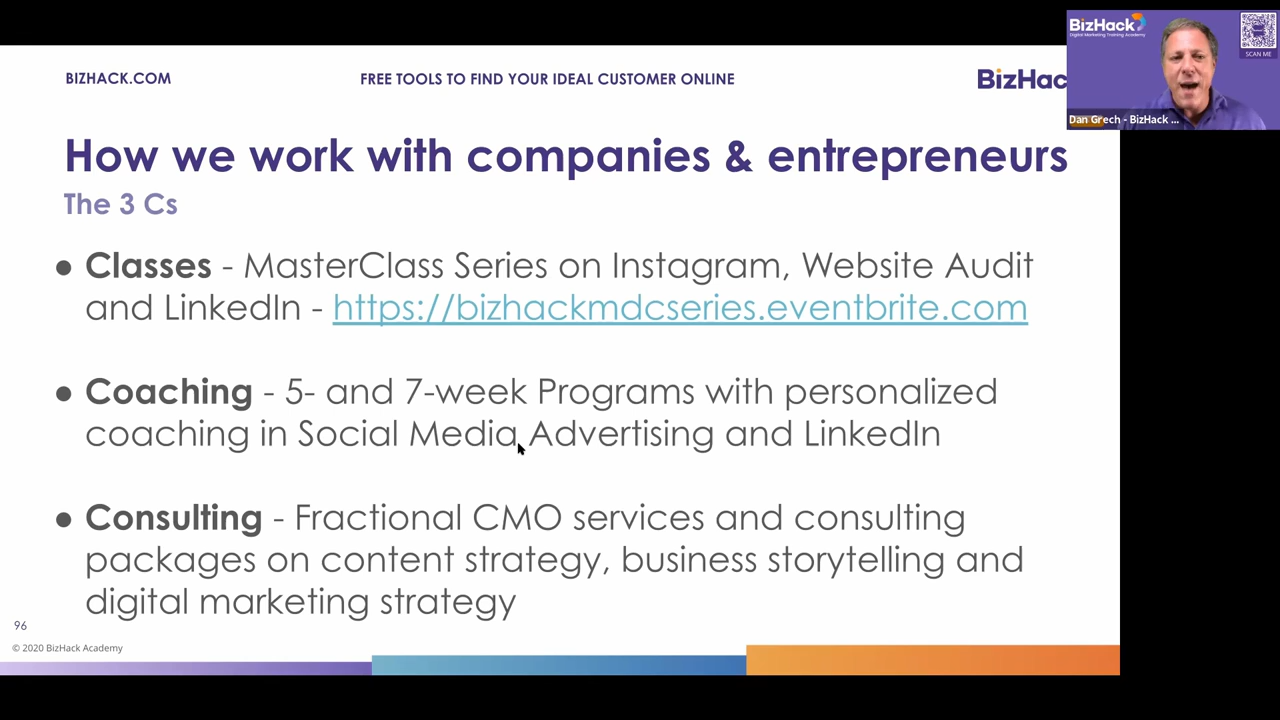 BIZHACK.COM
FREE TOOLS TO FIND YOUR IDEAL CUSTOMER ONLINE
BizHac
BizHack
Digital Marketing Training Academy
SCAN ME
Dan Grech - BizHack ...
How we work with companies & entrepreneurs
The 3 Cs
● Classes - MasterClass Series on Instagram, Website Audit
and LinkedIn - https://bizhackmdcseries.eventbrite.com
● Coaching - 5- and 7-week Programs with personalized
coaching in Social Media Advertising and LinkedIn
● Consulting - Fractional CMO services and consulting
packages on content strategy, business storytelling and
digital marketing strategy
96
© 2020 BizHack Academy